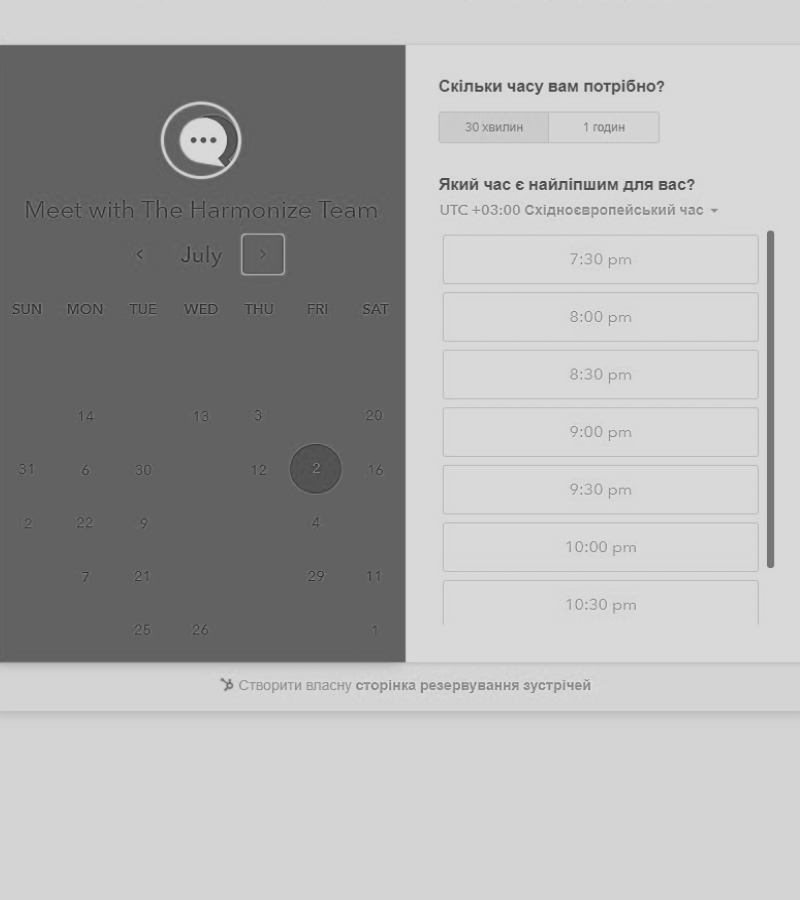 Meet with The Harmonize Team
July
SUN MON TUE WED THU FRI SAT
14 13 3 20
31 6 30 12 2 16
2 22 9 4
7 21 29 11
25 26 1
Скільки часу вам потрібно?
30 хвилин 1 годин
Який час є найліпшим для вас?
UTC +03:00 Східноєвропейський час
7:30 pm
8:00 pm
8:30 pm
9:00 pm
9:30 pm
10:00 pm
10:30 pm
Створити власну сторінка резервування зустрічей